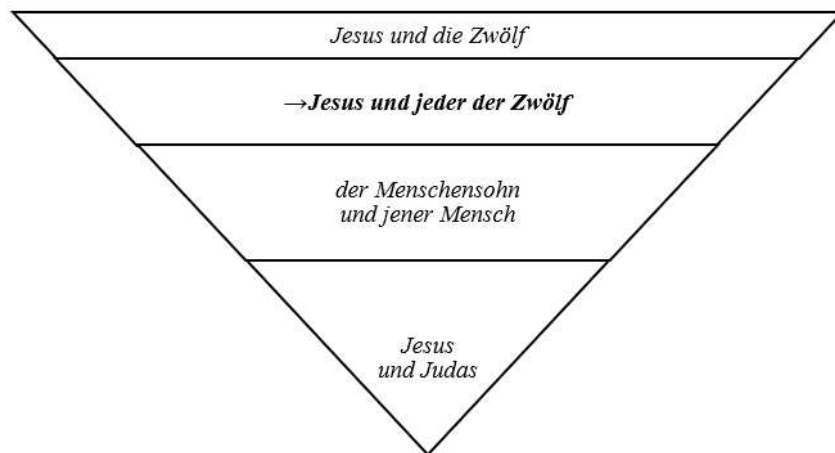 Jesus und die Zwölf
→Jesus und jeder der Zwölf
der Menschensohn
und jener Mensch
Jesus
und Judas